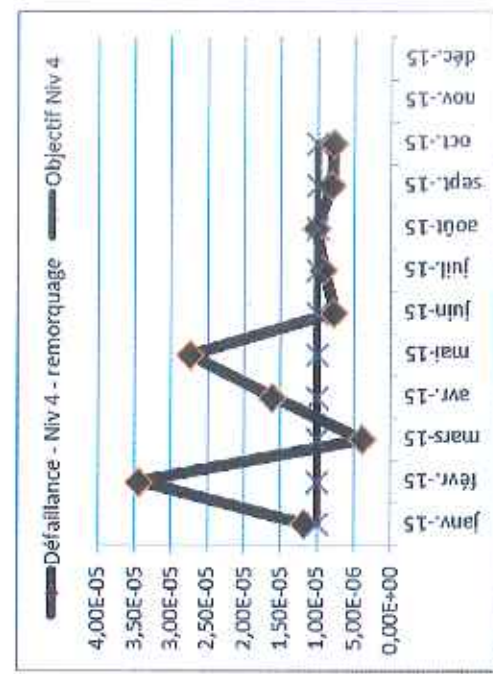 Défaillance - Niv 4 - remorquage
Objectif Niv 4
4,00E-05
3,50E-05
3,00E-05
2,50E-05
2,00E-05
1,50E-05
1,00E-05
5,00E-06
0,00E+00
janv.-15
févr.-15
mars-15
avr.-15
mai-15
juin-15
juil.-15
août-15
sept.-15
oct.-15
nov.-15
déc.-15